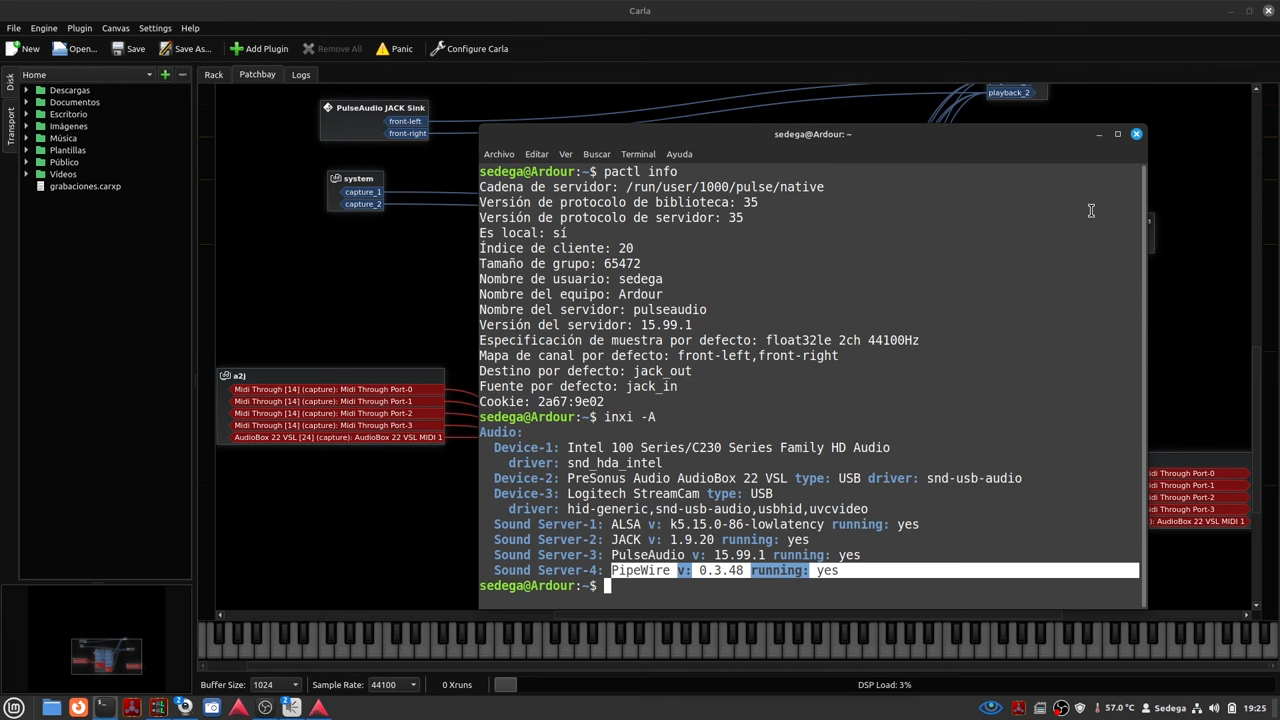 Carla
File Engine Plugin Canvas Settings Help
New Open... Save Save As... Add Plugin Remove All Panic Configure Carla
Disk
Transport
Home
Descargas
Documentos
Escritorio
Imágenes
Música
Plantillas
Público
Vídeos
grabaciones.carxp
Rack Patchbay Logs
PulseAudio JACK Sink
front-left
front-right
playback_2
system
capture_1
capture_2
a2j
Midi Through [14] (capture): Midi Through Port-0
Midi Through [14] (capture): Midi Through Port-1
Midi Through [14] (capture): Midi Through Port-2
Midi Through [14] (capture): Midi Through Port-3
AudioBox 22 VSL [24] (capture): AudioBox 22 VSL MIDI 1
sedega@Ardour: ~
Archivo Editar Ver Buscar Terminal Ayuda
sedega@Ardour:~$ pactl info
Cadena de servidor: /run/user/1000/pulse/native
Versión de protocolo de biblioteca: 35
Versión de protocolo de servidor: 35
Es local: sí
Índice de cliente: 20
Tamaño de grupo: 65472
Nombre de usuario: sedega
Nombre del equipo: Ardour
Nombre del servidor: pulseaudio
Versión del servidor: 15.99.1
Especificación de muestra por defecto: float32le 2ch 44100Hz
Mapa de canal por defecto: front-left,front-right
Destino por defecto: jack_out
Fuente por defecto: jack_in
Cookie: 2a67:9e02
sedega@Ardour:~$ inxi -A
Audio:
Device-1: Intel 100 Series/C230 Series Family HD Audio
driver: snd_hda_intel
Device-2: PreSonus Audio AudioBox 22 VSL type: USB driver: snd-usb-audio
Device-3: Logitech StreamCam type: USB
driver: hid-generic,snd-usb-audio,usbhid,uvcvideo
Sound Server-1: ALSA v: k5.15.0-86-lowlatency running: yes
Sound Server-2: JACK v: 1.9.20 running: yes
Sound Server-3: PulseAudio v: 15.99.1 running: yes
Sound Server-4: PipeWire v: 0.3.48 running: yes
sedega@Ardour:~$
idi Through Port-0
idi Through Port-1
idi Through Port-2
idi Through Port-3
: AudioBox 22 VSL MIDI 1
Buffer Size: 1024 Sample Rate: 44100 0 Xruns DSP Load: 3%
2 2 57.0 °C Sedega 19:25